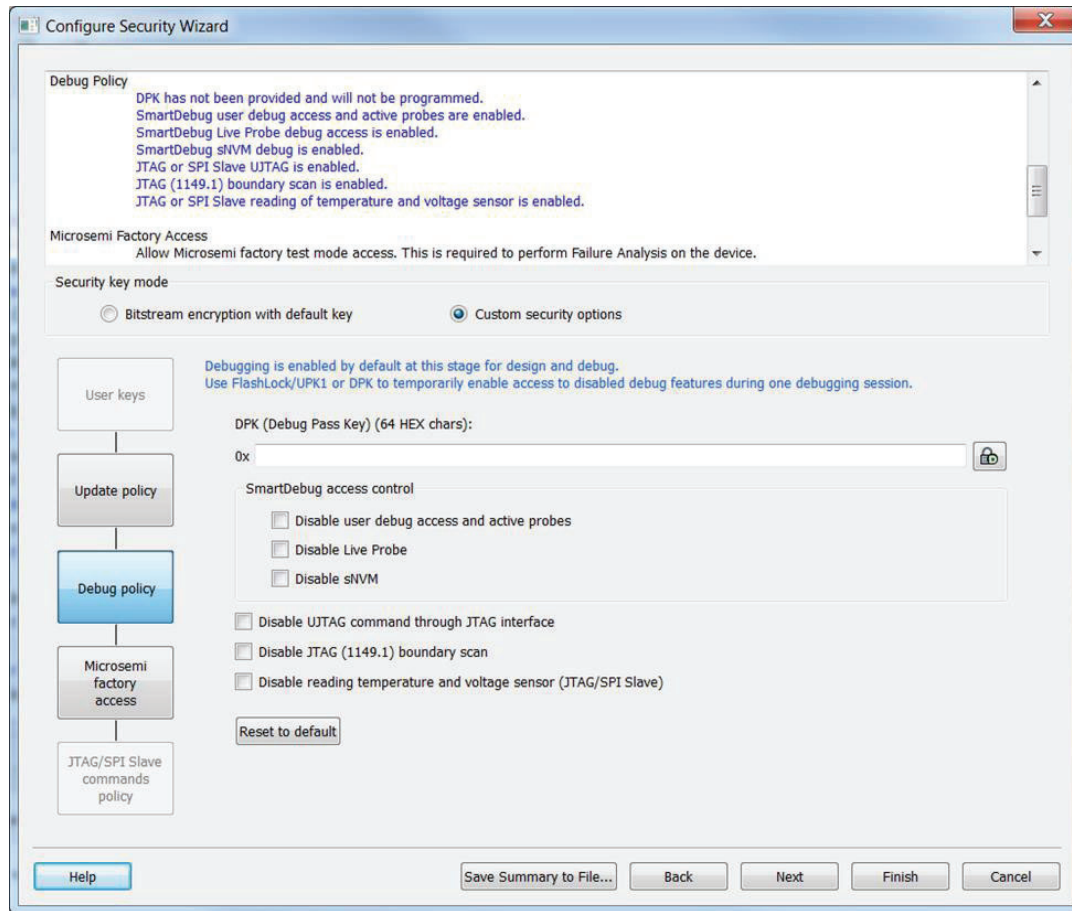 Configure Security Wizard
Debug Policy
DPK has not been provided and will not be programmed.
SmartDebug user debug access and active probes are enabled.
SmartDebug Live Probe debug access is enabled.
SmartDebug sNVM debug is enabled.
JTAG or SPI Slave UJTAG is enabled.
JTAG (1149.1) boundary scan is enabled.
JTAG or SPI Slave reading of temperature and voltage sensor is enabled.
Microsemi Factory Access
Allow Microsemi factory test mode access. This is required to perform Failure Analysis on the device.
Security key mode
Bitstream encryption with default key
Custom security options
User keys
Update policy
Debug policy
Microsemi
factory
access
JTAG/SPI Slave
commands
policy
Debugging is enabled by default at this stage for design and debug.
Use FlashLock/UPK1 or DPK to temporarily enable access to disabled debug features during one debugging session.
DPK (Debug Pass Key) (64 HEX chars):
0x
SmartDebug access control
Disable user debug access and active probes
Disable Live Probe
Disable sNVM
Disable UJTAG command through JTAG interface
Disable JTAG (1149.1) boundary scan
Disable reading temperature and voltage sensor (JTAG/SPI Slave)
Reset to default
Help
Save Summary to File...
Back
Next
Finish
Cancel